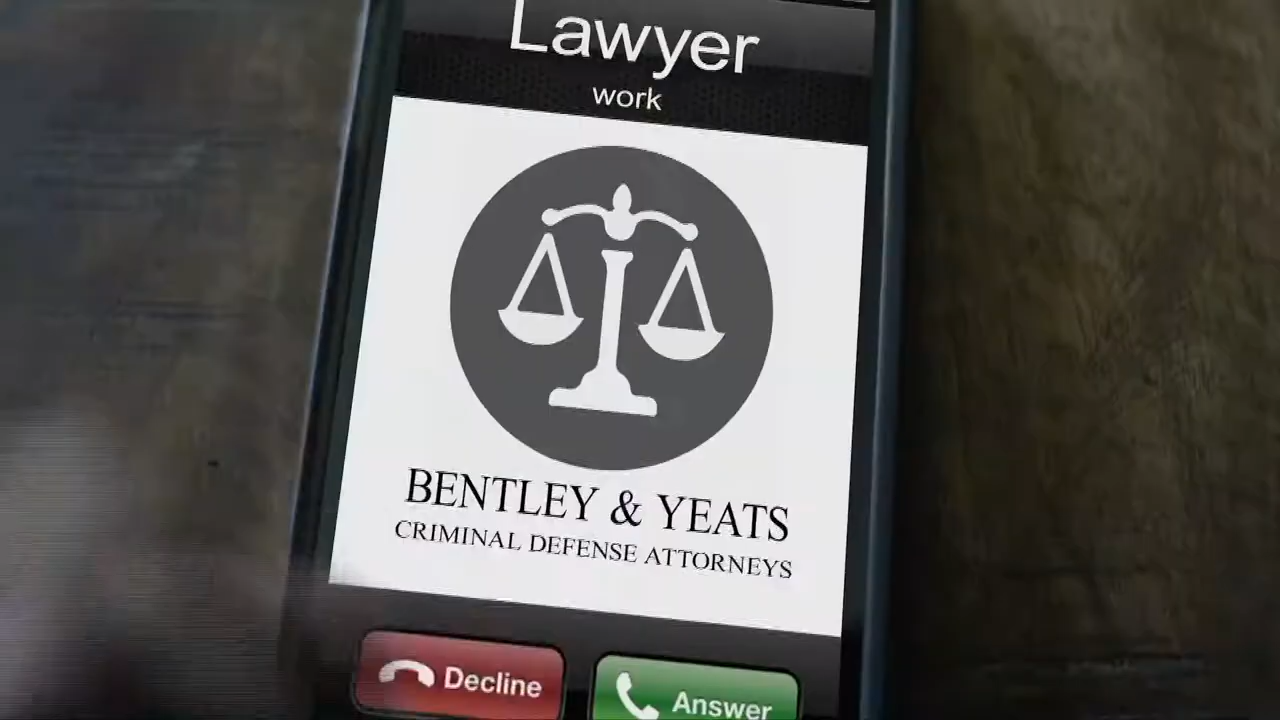 Lawyer
work
BENTLEY & YEATS
CRIMINAL DEFENSE ATTORNEYS
Decline
Answer